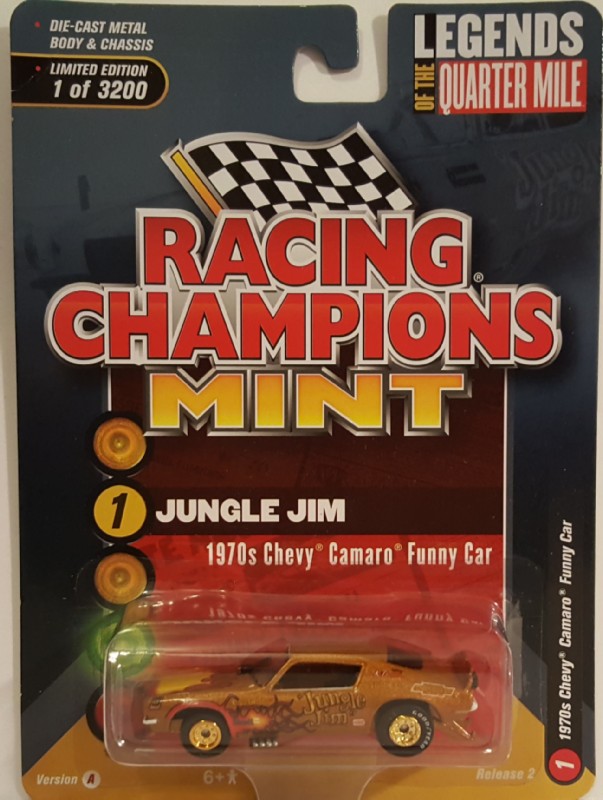 • DIE-CAST METAL
BODY & CHASSIS
• LIMITED EDITION
1 of 3200
LEGENDS
OF THE
QUARTER MILE
RACING®
CHAMPIONS
MINT
1 JUNGLE JIM
1970s Chevy® Camaro® Funny Car
Jungle
Jim
GOODYEAR
1 1970s Chevy® Camaro® Funny Car
Version A
6+
Release 2